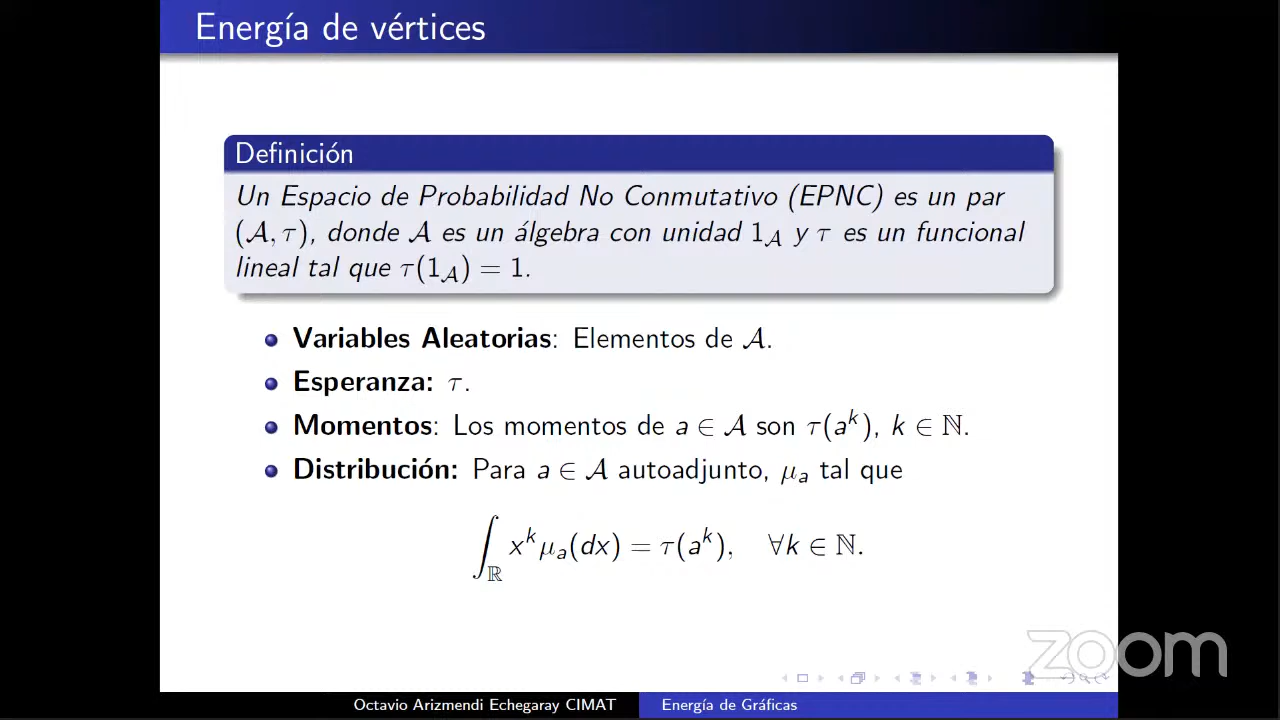 Energía de vértices
Definición
Un Espacio de Probabilidad No Conmutativo (EPNC) es un par
(𝒜, τ), donde 𝒜 es un álgebra con unidad 1_𝒜 y τ es un funcional
lineal tal que τ(1_𝒜) = 1.
Variables Aleatorias: Elementos de 𝒜.
Esperanza: τ.
Momentos: Los momentos de a ∈ 𝒜 son τ(a^k), k ∈ ℕ.
Distribución: Para a ∈ 𝒜 autoadjunto, μ_a tal que
∫_ℝ x^k μ_a(dx) = τ(a^k), ∀k ∈ ℕ.
zoom
Octavio Arizmendi Echegaray CIMAT Energía de Gráficas